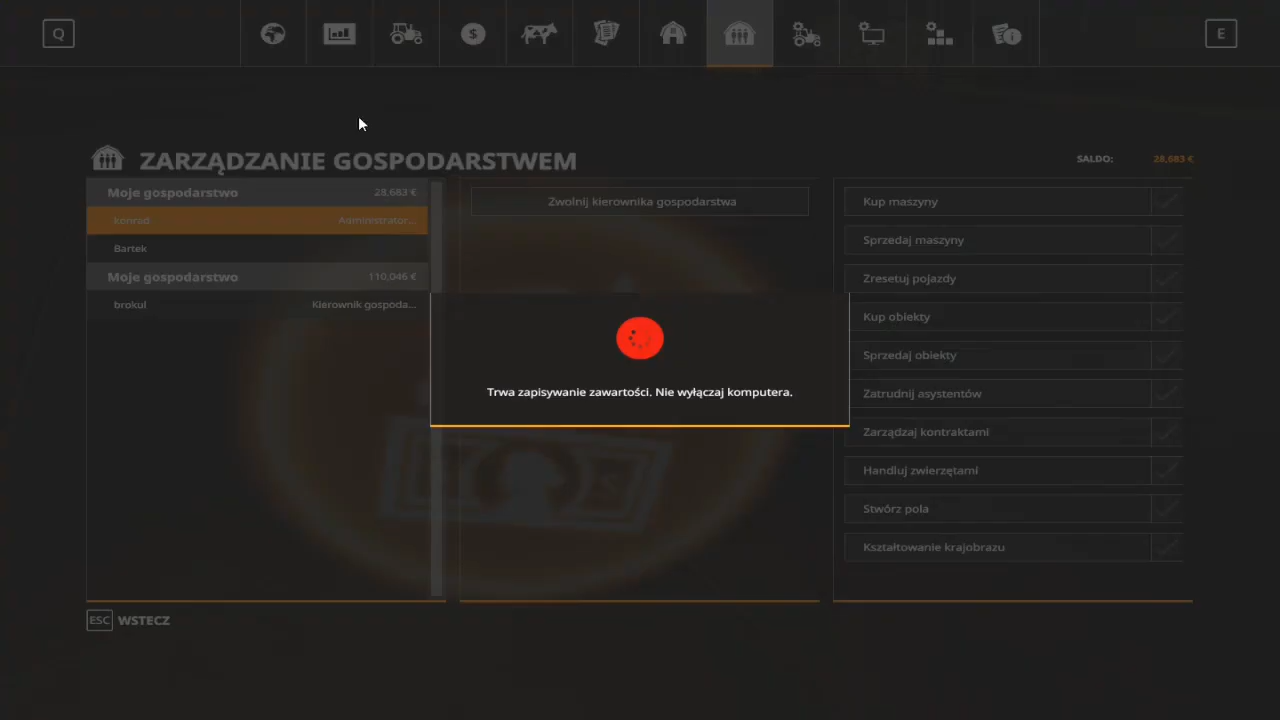 Q
E
ZARZĄDZANIE GOSPODARSTWEM
SALDO: 28,683 €
Moje gospodarstwo 28,683 €
konrad Administrator...
Bartek
Moje gospodarstwo 110,046 €
brokul Kierownik gospoda...
Zwolnij kierownika gospodarstwa
Kup maszyny
Sprzedaj maszyny
Zresetuj pojazdy
Kup obiekty
Sprzedaj obiekty
Zatrudnij asystentów
Zarządzaj kontraktami
Handluj zwierzętami
Stwórz pola
Kształtowanie krajobrazu
Trwa zapisywanie zawartości. Nie wyłączaj komputera.
ESC WSTECZ